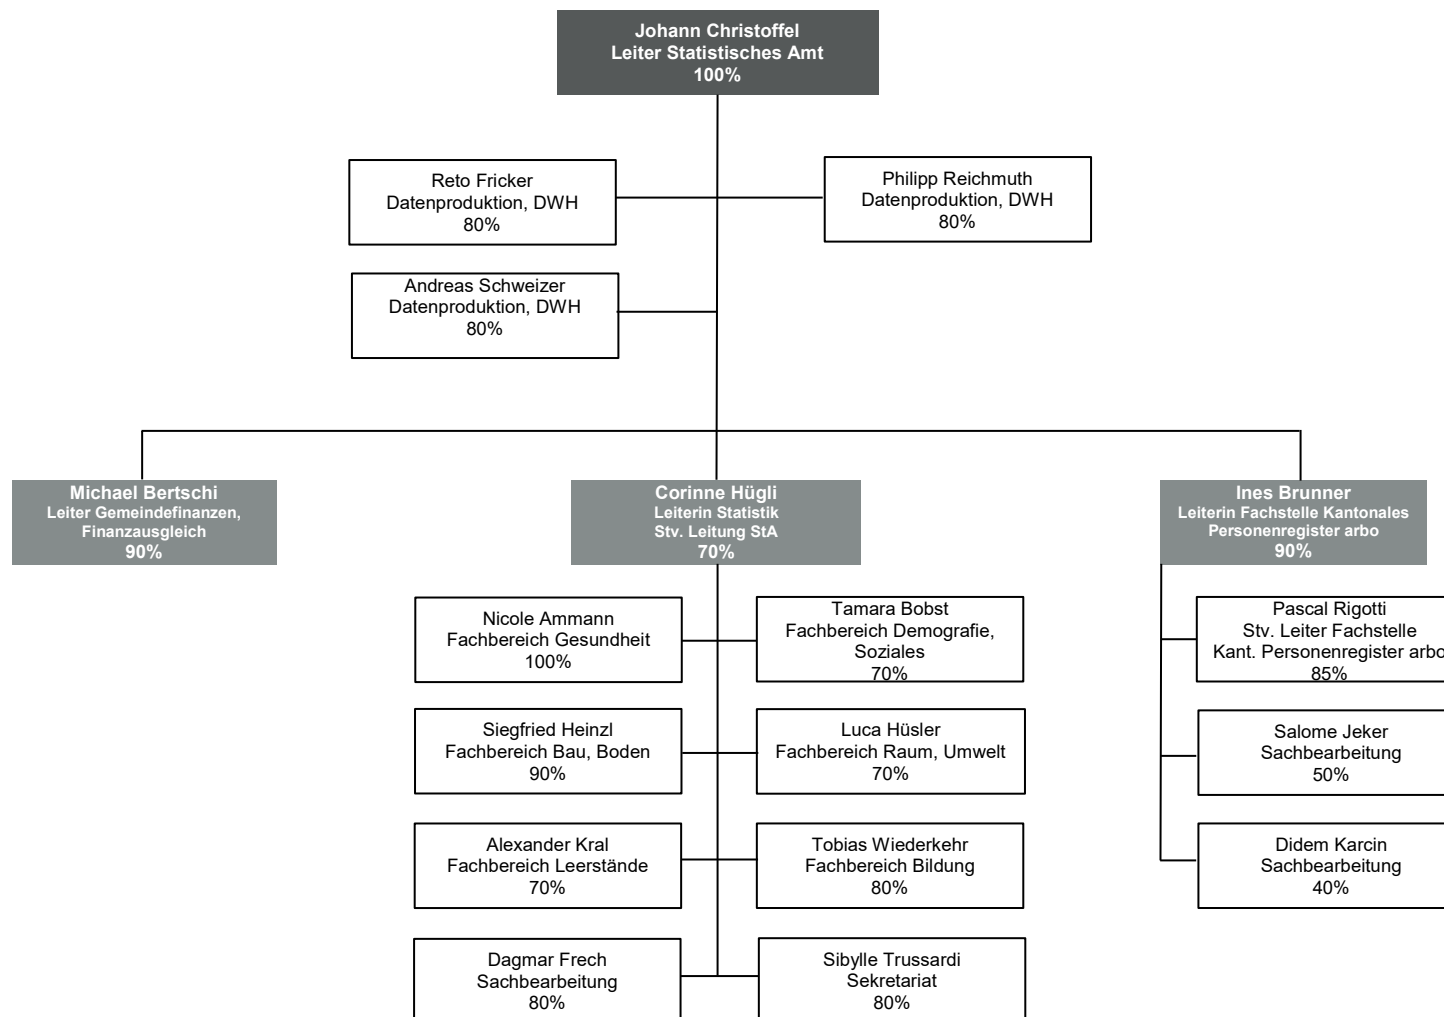 Johann Christoffel
Leiter Statistisches Amt
100%
Reto Fricker
Datenproduktion, DWH
80%
Philipp Reichmuth
Datenproduktion, DWH
80%
Andreas Schweizer
Datenproduktion, DWH
80%
Michael Bertschi
Leiter Gemeindefinanzen,
Finanzausgleich
90%
Corinne Hügli
Leiterin Statistik
Stv. Leitung StA
70%
Ines Brunner
Leiterin Fachstelle Kantonales
Personenregister arbo
90%
Nicole Ammann
Fachbereich Gesundheit
100%
Tamara Bobst
Fachbereich Demografie,
Soziales
70%
Pascal Rigotti
Stv. Leiter Fachstelle
Kant. Personenregister arbo
85%
Siegfried Heinzl
Fachbereich Bau, Boden
90%
Luca Hüsler
Fachbereich Raum, Umwelt
70%
Salome Jeker
Sachbearbeitung
50%
Alexander Kral
Fachbereich Leerstände
70%
Tobias Wiederkehr
Fachbereich Bildung
80%
Didem Karcin
Sachbearbeitung
40%
Dagmar Frech
Sachbearbeitung
80%
Sibylle Trussardi
Sekretariat
80%